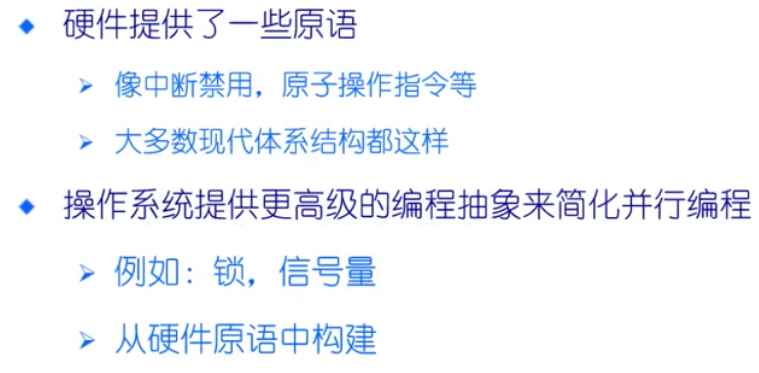 硬件提供了一些原语
像中断禁用，原子操作指令等
大多数现代体系结构都这样
操作系统提供更高级的编程抽象来简化并行编程
例如：锁，信号量
从硬件原语中构建